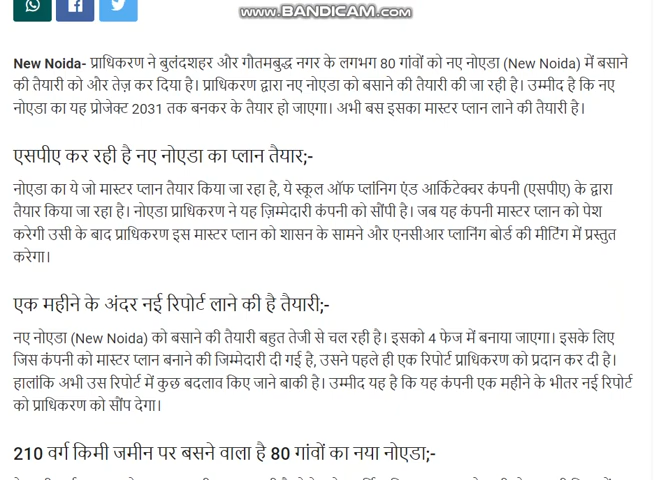 www.BANDICAM.com
New Noida- प्राधिकरण ने बुलंदशहर और गौतमबुद्ध नगर के लगभग 80 गांवों को नए नोएडा (New Noida) में बसाने
की तैयारी को और तेज़ कर दिया है। प्राधिकरण द्वारा नए नोएडा को बसाने की तैयारी की जा रही है। उम्मीद है कि नए
नोएडा का यह प्रोजेक्ट 2031 तक बनकर के तैयार हो जाएगा। अभी बस इसका मास्टर प्लान लाने की तैयारी है।
एसपीए कर रही है नए नोएडा का प्लान तैयार;-
नोएडा का ये जो मास्टर प्लान तैयार किया जा रहा है, ये स्कूल ऑफ प्लांनिग ऐंड आर्किटेक्चर कंपनी (एसपीए) के द्वारा
तैयार किया जा रहा है। नोएडा प्राधिकरण ने यह ज़िम्मेदारी कंपनी को सौंपी है। जब यह कंपनी मास्टर प्लान को पेश
करेगी उसी के बाद प्राधिकरण इस मास्टर प्लान को शासन के सामने और एनसीआर प्लानिंग बोर्ड की मीटिंग में प्रस्तुत
करेगा।
एक महीने के अंदर नई रिपोर्ट लाने की है तैयारी;-
नए नोएडा (New Noida) को बसाने की तैयारी बहुत तेजी से चल रही है। इसको 4 फेज में बनाया जाएगा। इसके लिए
जिस कंपनी को मास्टर प्लान बनाने की जिम्मेदारी दी गई है, उसने पहले ही एक रिपोर्ट प्राधिकरण को प्रदान कर दी है।
हालांकि अभी उस रिपोर्ट में कुछ बदलाव किए जाने बाकी है। उम्मीद यह है कि यह कंपनी एक महीने के भीतर नई रिपोर्ट
को प्राधिकरण को सौंप देगा।
210 वर्ग किमी जमीन पर बसने वाला है 80 गांवों का नया नोएडा;-